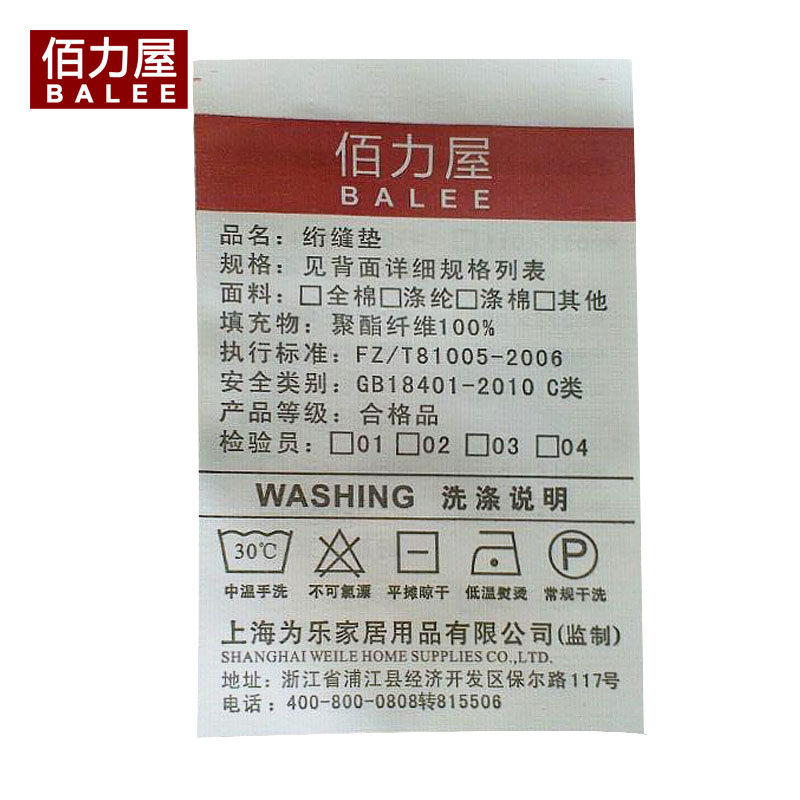 佰力屋
BALEE
佰力屋
BALEE
品名：绗缝垫
规格：见背面详细规格列表
面料：□全棉□涤纶□涤棉□其他
填充物：聚酯纤维100%
执行标准：FZ/T81005-2006
安全类别：GB18401-2010 C类
产品等级：合格品
检验员：□01 □02 □03 □04
WASHING 洗涤说明
30℃ P
中温手洗 不可氯漂 平摊晾干 低温熨烫 常规干洗
上海为乐家居用品有限公司(监制)
SHANGHAI WEILE HOME SUPPLIES CO.,LTD.
地址：浙江省浦江县经济开发区保尔路117号
电话：400-800-0808转815506